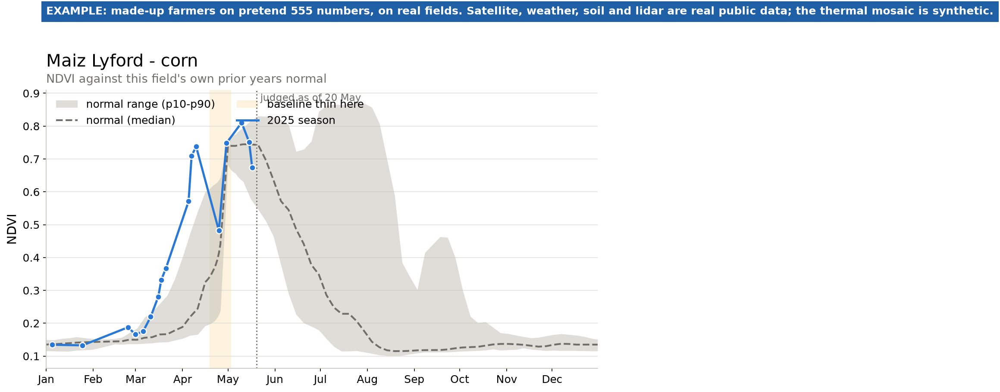 EXAMPLE: made-up farmers on pretend 555 numbers, on real fields. Satellite, weather, soil and lidar are real public data; the thermal mosaic is synthetic.
Maiz Lyford - corn
NDVI against this field's own prior years normal
judged as of 20 May
normal range (p10-p90)
normal (median)
baseline thin here
2025 season
NDVI
0.9
0.8
0.7
0.6
0.5
0.4
0.3
0.2
0.1
Jan Feb Mar Apr May Jun Jul Aug Sep Oct Nov Dec